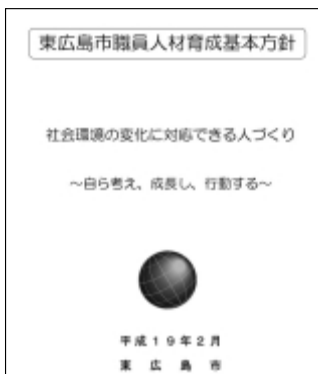 東広島市職員人材育成基本方針
社会環境の変化に対応できる人づくり
～自ら考え、成長し、行動する～
平成１９年２月
東広島市